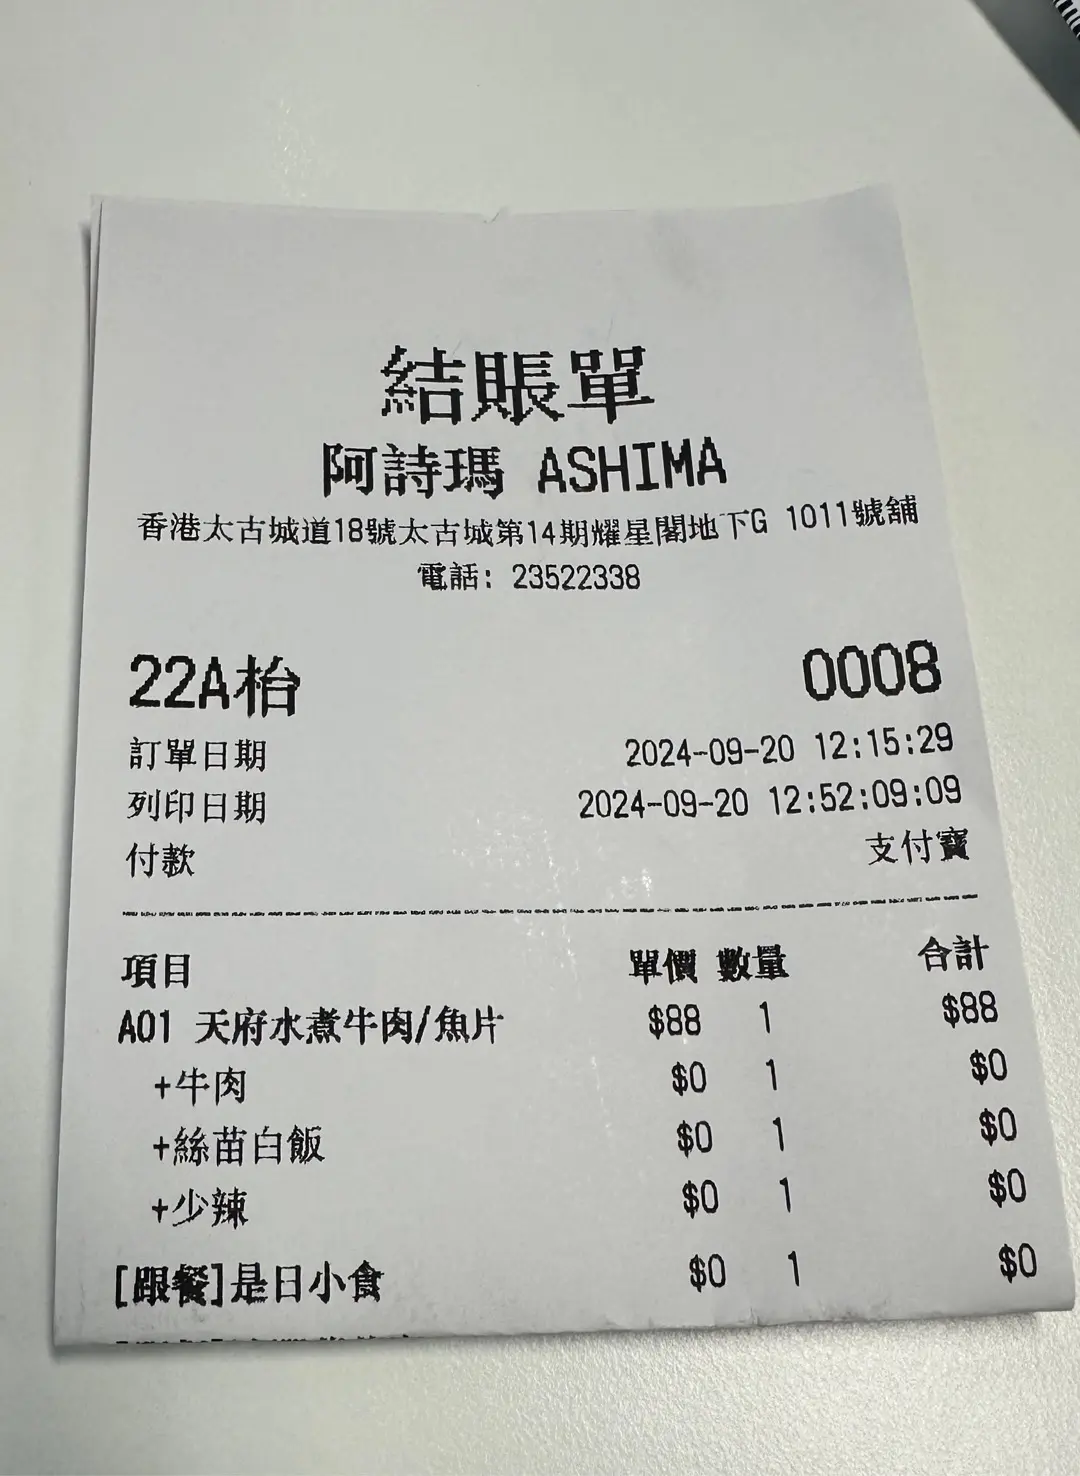 結賬單
阿詩瑪 ASHIMA
香港太古城道18號太古城第14期耀星閣地下G 1011號舖
電話: 23522338
22A枱 0008
訂單日期 2024-09-20 12:15:29
列印日期 2024-09-20 12:52:09:09
付款 支付寶
項目 單價 數量 合計
A01 天府水煮牛肉/魚片 $88 1 $88
+牛肉 $0 1 $0
+絲苗白飯 $0 1 $0
+少辣 $0 1 $0
[跟餐]是日小食 $0 1 $0